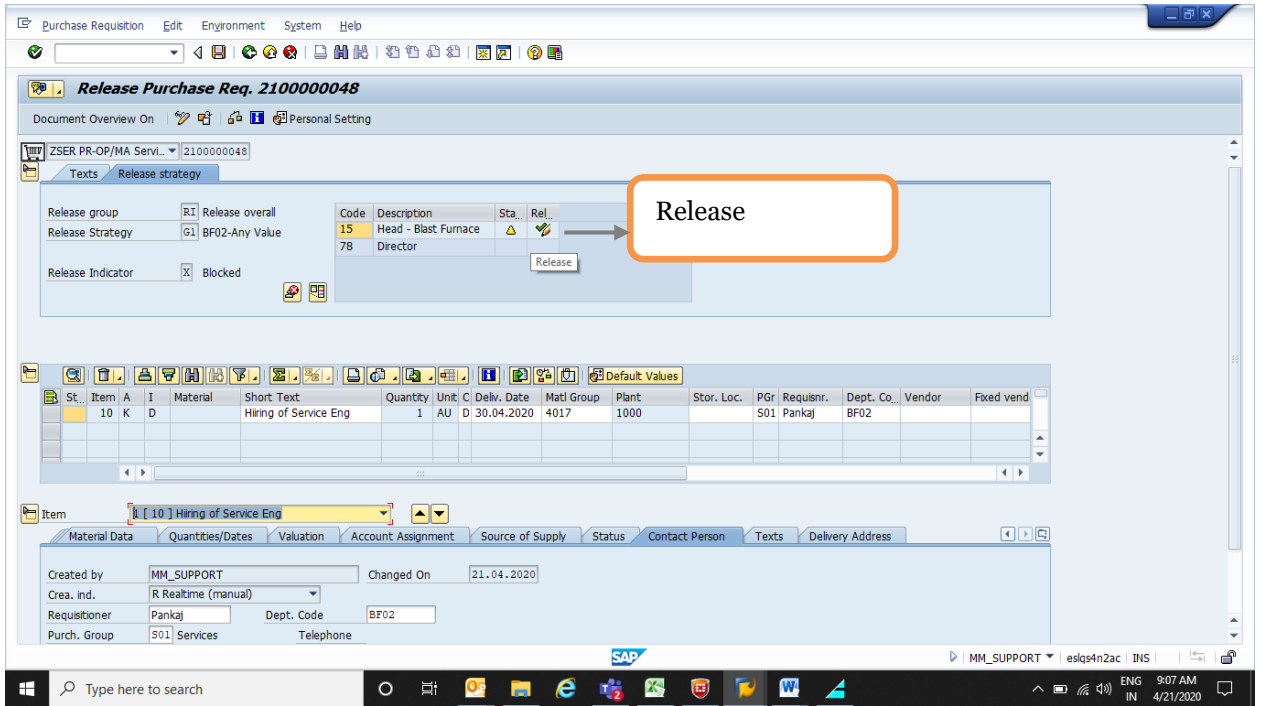 Purchase Requisition Edit Environment System Help
Release Purchase Req. 2100000048
Document Overview On Personal Setting
ZSER PR-OP/MA Servi... 2100000048
Texts Release strategy
Release group RI Release overall
Release Strategy G1 BF02-Any Value
Release Indicator X Blocked
Code Description Sta... Rel...
15 Head - Blast Furnace
78 Director
Release
Release
Default Values
St... Item A I Material Short Text Quantity Unit C Deliv. Date Matl Group Plant Stor. Loc. PGr Requisnr. Dept. Co... Vendor Fixed vend
10 K D Hiring of Service Eng 1 AU D 30.04.2020 4017 1000 S01 Pankaj BF02
Item 1 [ 10 ] Hiring of Service Eng
Material Data Quantities/Dates Valuation Account Assignment Source of Supply Status Contact Person Texts Delivery Address
Created by MM_SUPPORT Changed On 21.04.2020
Crea. ind. R Realtime (manual)
Requisitioner Pankaj Dept. Code BF02
Purch. Group S01 Services Telephone
SAP
MM_SUPPORT eslqs4n2ac INS
Type here to search
ENG 9:07 AM
IN 4/21/2020